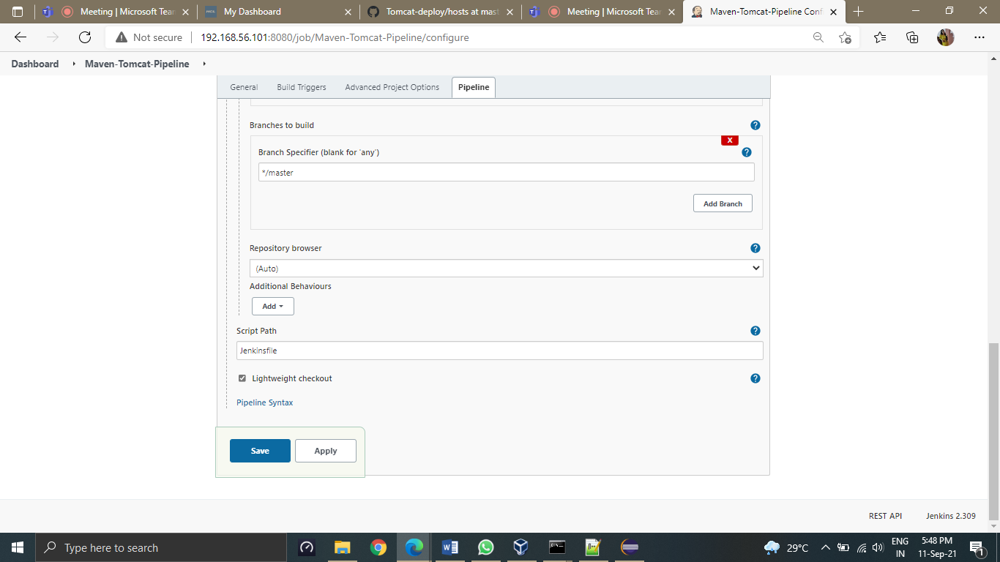 Meeting | Microsoft Tea
My Dashboard
MCL
Tomcat-deploy/hosts at mast
Meeting | Microsoft Tea
Maven-Tomcat-Pipeline Conf
Not secure
192.168.56.101:8080/job/Maven-Tomcat-Pipeline/configure
Dashboard
Maven-Tomcat-Pipeline
General
Build Triggers
Advanced Project Options
Pipeline
Branches to build
?
X
Branch Specifier (blank for 'any')
?
*/master
Add Branch
Repository browser
?
(Auto)
Additional Behaviours
Add
Script Path
?
Jenkinsfile
Lightweight checkout
?
Pipeline Syntax
Save
Apply
REST API
Jenkins 2.309
Type here to search
29°C
ENG
IN
5:48 PM
11-Sep-21
1